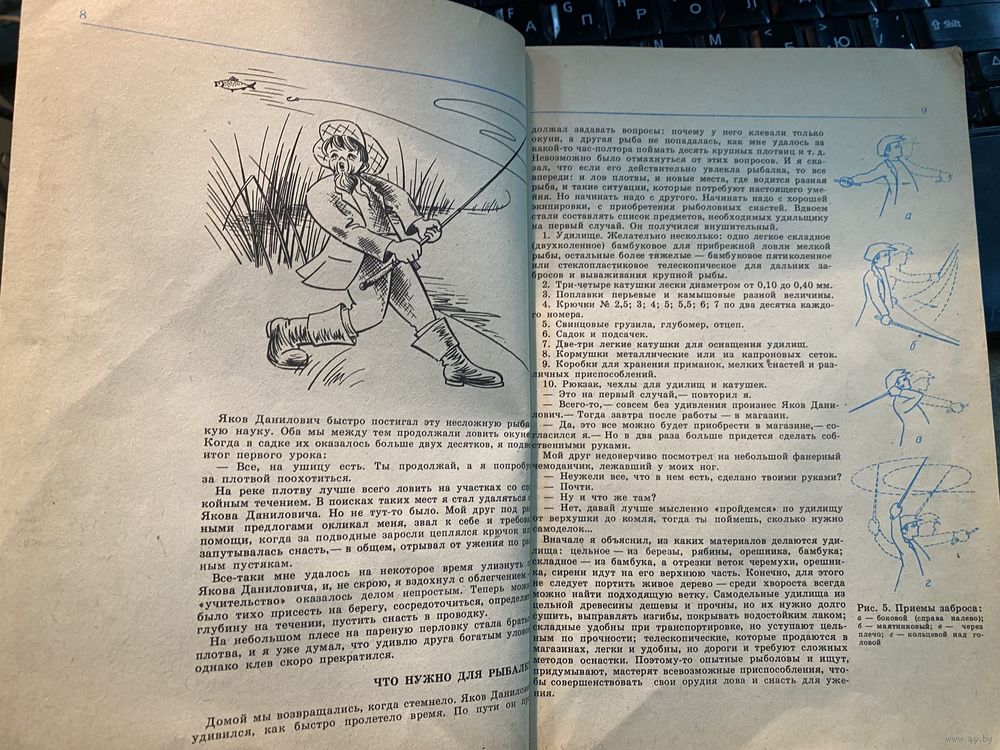 8
Яков Данилович быстро постигал эту несложную рыбац
кую науку. Оба мы между тем продолжали ловить окуне
Когда в садке их оказалось больше двух десятков, я подв
итог первого урока:
— Все, на ушицу есть. Ты продолжай, а я попробу
за плотвой поохотиться.
На реке плотву лучше всего ловить на участках со сп
койным течением. В поисках таких мест я стал удаляться
Якова Даниловича. Но не тут-то было. Мой друг под ра
ными предлогами окликал меня, звал к себе и требова
помощи, когда за подводные заросли цеплялся крючок и
запутывалась снасть,— в общем, отрывал от ужения по ра
ным пустякам.
Все-таки мне удалось на некоторое время улизнуть
Якова Даниловича, и, не скрою, я вздохнул с облегчением
«учительство» оказалось делом непростым. Теперь можн
было тихо присесть на берегу, сосредоточиться, определит
глубину на течении, пустить снасть в проводку.
На небольшом плесе на пареную перловку стала брать
плотва, и я уже думал, что удивлю друга богатым уловом
однако клев скоро прекратился.
ЧТО НУЖНО ДЛЯ РЫБАЛК
Домой мы возвращались, когда стемнело. Яков Данилови
удивился, как быстро пролетело время. По пути он пр
9
должал задавать вопросы: почему у него клевали только
окуни, а другая рыба не попадалась, как мне удалось за
какой-то час-полтора поймать десять крупных плотвиц и т. д.
Невозможно было отмахнуться от этих вопросов. И я ска-
зал, что если его действительно увлекла рыбалка, то все
впереди: и лов плотвы, и новые места, где водится разная
рыба, и такие ситуации, которые потребуют настоящего уме-
ния. Но начинать надо с другого. Начинать надо с хорошей
экипировки, с приобретения рыболовных снастей. Вдвоем
стали составлять список предметов, необходимых удильщику
на первый случай. Он получился внушительный.
1. Удилище. Желательно несколько: одно легкое складное
(двухколенное) бамбуковое для прибрежной ловли мелкой
рыбы, остальные более тяжелые — бамбуковое пятиколенное
или стеклопластиковое телескопическое для дальних за-
бросов и вываживания крупной рыбы.
2. Три-четыре катушки лески диаметром от 0,10 до 0,40 мм.
3. Поплавки перьевые и камышовые разной величины.
4. Крючки № 2,5; 3; 4; 5; 5,5; 6; 7 по два десятка каждо-
го номера.
5. Свинцовые грузила, глубомер, отцеп.
6. Садок и подсачек.
7. Две-три легкие катушки для оснащения удилищ.
8. Кормушки металлические или из капроновых сеток.
9. Коробки для хранения приманок, мелких снастей и раз-
личных приспособлений.
10. Рюкзак, чехлы для удилищ и катушек.
— Это на первый случай,— повторил я.
— Всего-то,— совсем без удивления произнес Яков Дани-
лович.— Тогда завтра после работы — в магазин.
— Да, это все можно будет приобрести в магазине,— со-
гласился я.— Но в два раза больше придется сделать соб-
ственными руками.
Мой друг недоверчиво посмотрел на небольшой фанерный
чемоданчик, лежавший у моих ног.
— Неужели все, что в нем есть, сделано твоими руками?
— Почти.
— Ну и что же там?
— Нет, давай лучше мысленно «пройдемся» по удилищу
от верхушки до комля, тогда ты поймешь, сколько нужно
самоделок...
Вначале я объяснил, из каких материалов делаются уди-
лища: цельное — из березы, рябины, орешника, бамбука;
складное — из бамбука, а отрезки веток черемухи, орешни-
ка, сирени идут на его верхнюю часть. Конечно, для этого
не следует портить живое дерево — среди хвороста всегда
можно найти подходящую ветку. Самодельные удилища из
цельной древесины дешевы и прочны, но их нужно долго
сушить, выправлять изгибы, покрывать водостойким лаком;
складные удобны при транспортировке, но уступают цель-
ным по прочности; телескопические, которые продаются в
магазинах, легки и удобны, но дороги и требуют сложных
методов оснастки. Поэтому-то опытные рыболовы и ищут,
придумывают, мастерят всевозможные приспособления, что-
бы совершенствовать свои орудия лова и снасть для уже-
ния.
а
б
в
г
Рис. 5. Приемы заброса:
а — боковой (справа налево);
б — маятниковый; в — через
плечо; г — кольцевой над го-
ловой
F А G П Р О
М Ь Б Ю
Shift
www.ay.by